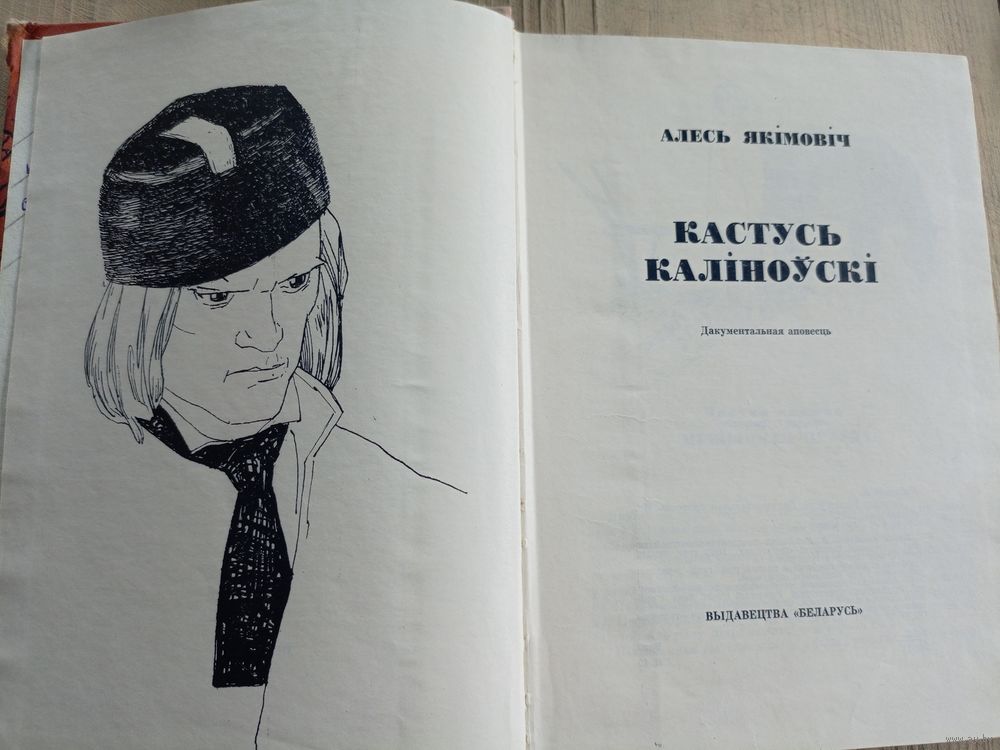 АЛЕСЬ ЯКІМОВІЧ
КАСТУСЬ
КАЛІНОЎСКІ
Дакументальная аповесць
ВЫДАВЕЦТВА «БЕЛАРУСЬ»